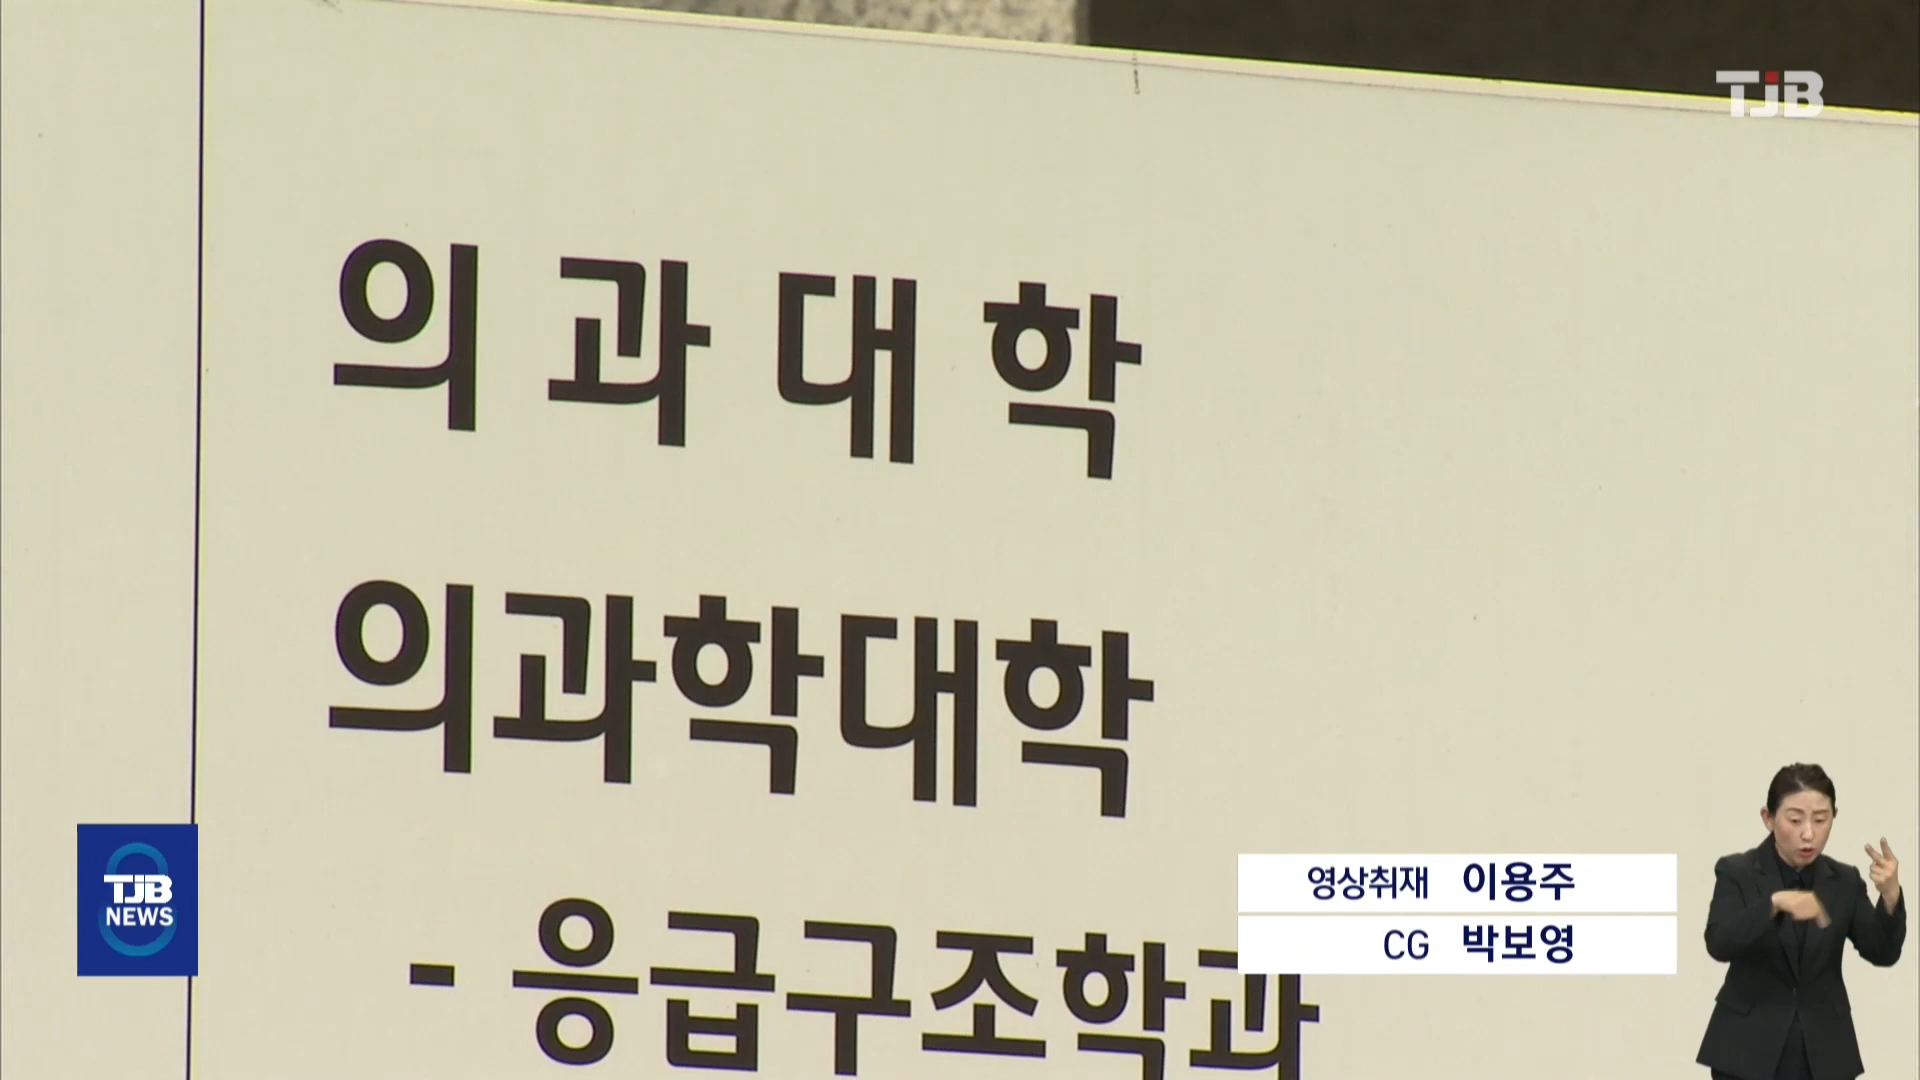 TJB
의과대학
의과학대학
- 응급구조학과
TJB
NEWS
영상취재 이용주
CG 박보영